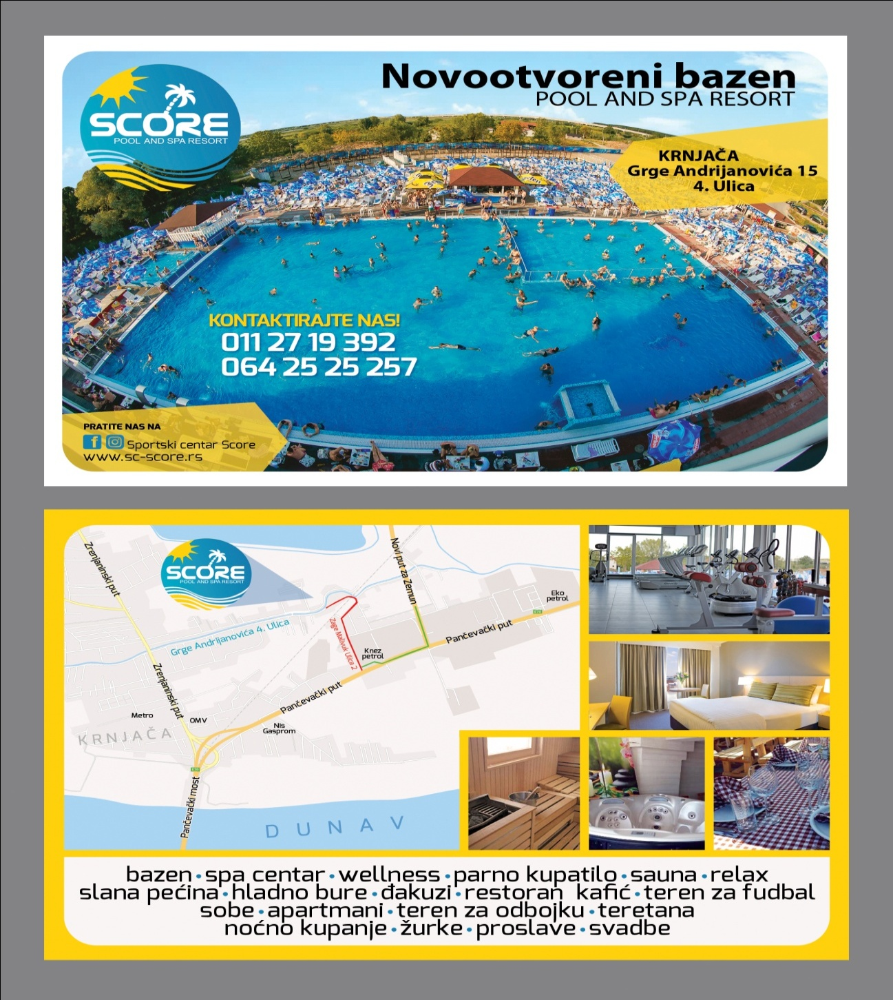 SCORE
POOL AND SPA RESORT
Novootvoreni bazen
POOL AND SPA RESORT
KRNJAČA
Grge Andrijanovića 15
4. Ulica
KONTAKTIRAJTE NAS!
011 27 19 392
064 25 25 257
PRATITE NAS NA
f Sportski centar Score
www.sc-score.rs
Zrenjaninski put
SCORE
POOL AND SPA RESORT
Novi put za Zemun
Eko
petrol
Grge Andrijanovića 4. Ulica
Zage Malivuk Ulica 2
Pančevački put
Knez
petrol
Zrenjaninski put
Pančevački put
Metro
OMV
NIs
Gasprom
KRNJAČA
Pančevački most
DUNAV
bazen • spa centar • wellness • parno kupatilo • sauna • relax
slana pećina • hladno bure • đakuzi • restoran kafić • teren za fudbal
sobe • apartmani • teren za odbojku • teretana
noćno kupanje • žurke • proslave • svadbe